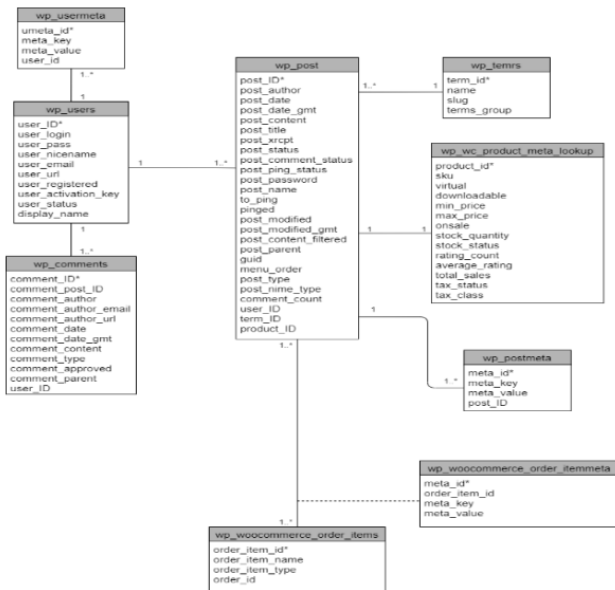 wp_usermeta
umeta_id*
meta_key
meta_value
user_id
1..*
1
wp_users
user_ID*
user_login
user_pass
user_nicename
user_email
user_url
user_registered
user_activation_key
user_status
display_name
1
1..*
1
1..*
wp_comments
comment_ID*
comment_post_ID
comment_author
comment_author_email
comment_author_url
comment_date
comment_date_gmt
comment_content
comment_type
comment_approved
comment_parent
user_ID
wp_post
post_ID*
post_author
post_date
post_date_gmt
post_content
post_title
post_xrcpt
post_status
post_comment_status
post_ping_status
post_password
post_name
to_ping
pinged
post_modified
post_modified_gmt
post_content_filtered
post_parent
guid
menu_order
post_type
post_nime_type
comment_count
user_ID
term_ID
product_ID
1..*
1
wp_temrs
term_id*
name
slug
terms_group
1
1
wp_wc_product_meta_lookup
product_id*
sku
virtual
downloadable
min_price
max_price
onsale
stock_quantity
stock_status
rating_count
average_rating
total_sales
tax_status
tax_class
1
1..*
wp_postmeta
meta_id*
meta_key
meta_value
post_ID
1..*
1..*
wp_woocommerce_order_itemmeta
meta_id*
order_item_id
meta_key
meta_value
wp_woocommerce_order_items
order_item_id*
order_item_name
order_item_type
order_id